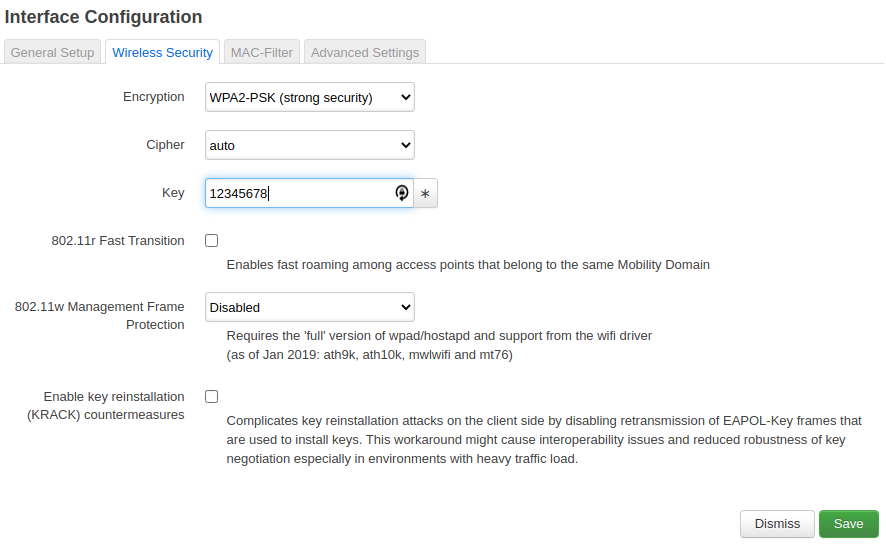 Interface Configuration
General Setup
Wireless Security
MAC-Filter
Advanced Settings
Encryption
WPA2-PSK (strong security)
Cipher
auto
Key
12345678
*
802.11r Fast Transition
Enables fast roaming among access points that belong to the same Mobility Domain
802.11w Management Frame
Protection
Disabled
Requires the 'full' version of wpad/hostapd and support from the wifi driver
(as of Jan 2019: ath9k, ath10k, mwlwifi and mt76)
Enable key reinstallation
(KRACK) countermeasures
Complicates key reinstallation attacks on the client side by disabling retransmission of EAPOL-Key frames that
are used to install keys. This workaround might cause interoperability issues and reduced robustness of key
negotiation especially in environments with heavy traffic load.
Dismiss
Save